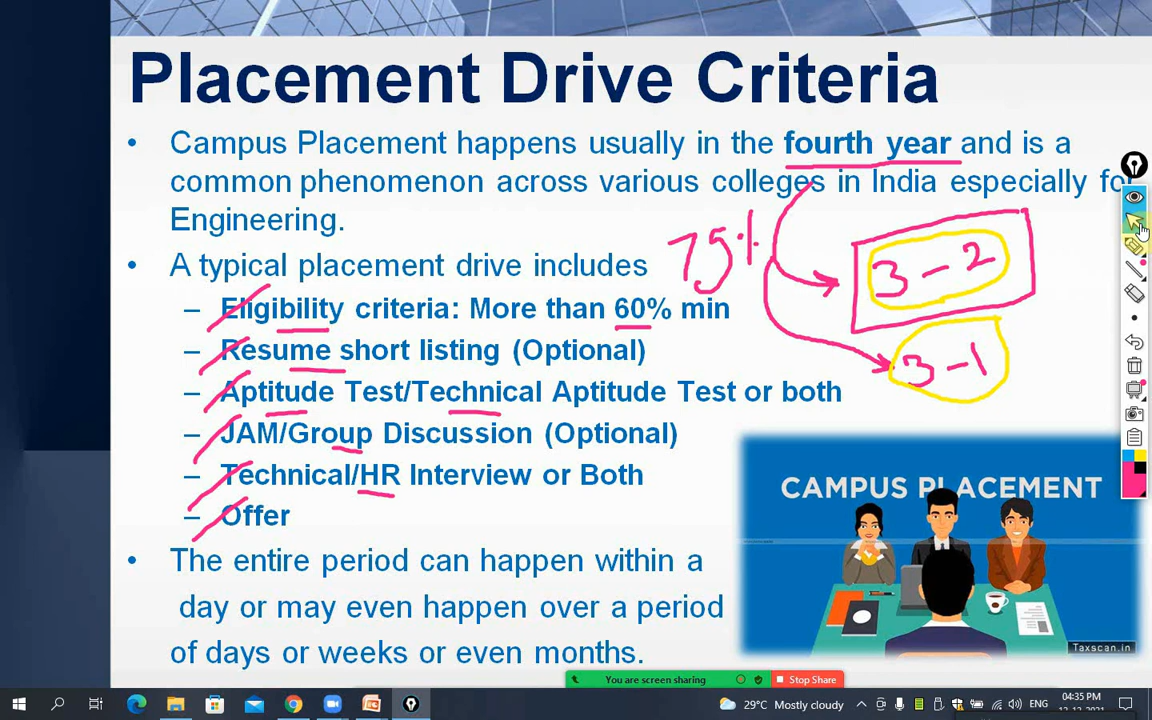 Placement Drive Criteria
• Campus Placement happens usually in the fourth year and is a
common phenomenon across various colleges in India especially for
Engineering.
• A typical placement drive includes
75%
3-2
– Eligibility criteria: More than 60% min
– Resume short listing (Optional)
3-1
– Aptitude Test/Technical Aptitude Test or both
– JAM/Group Discussion (Optional)
– Technical/HR Interview or Both
– Offer
CAMPUS PLACEMENT
• The entire period can happen within a
day or may even happen over a period
of days or weeks or even months.
Taxscan.in
You are screen sharing
Stop Share
29°C Mostly cloudy
ENG
04:35 PM